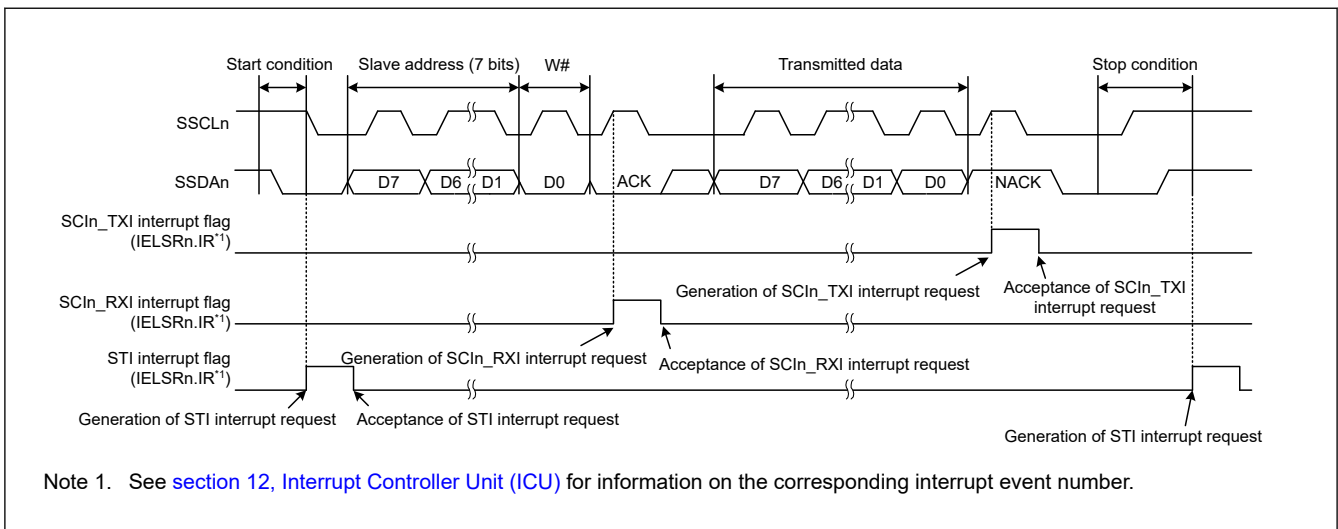 Start condition Slave address (7 bits) W# Transmitted data Stop condition
SSCLn
SSDAn D7 D6 D1 D0 ACK D7 D6 D1 D0 NACK
SCIn_TXI interrupt flag
(IELSRn.IR*1)
Generation of SCIn_TXI interrupt request
Acceptance of SCIn_TXI
interrupt request
SCIn_RXI interrupt flag
(IELSRn.IR*1)
Generation of SCIn_RXI interrupt request
Acceptance of SCIn_RXI interrupt request
STI interrupt flag
(IELSRn.IR*1)
Generation of STI interrupt request
Acceptance of STI interrupt request
Generation of STI interrupt request
Note 1. See section 12, Interrupt Controller Unit (ICU) for information on the corresponding interrupt event number.